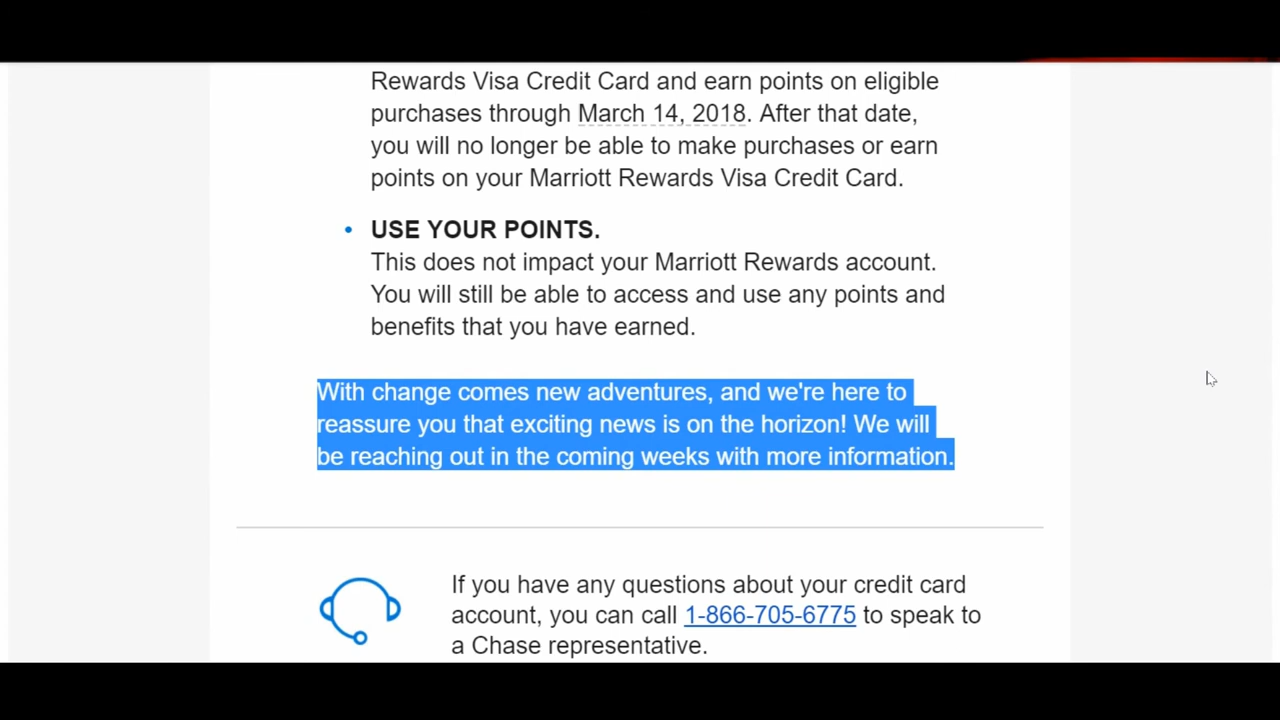 Rewards Visa Credit Card and earn points on eligible
purchases through March 14, 2018. After that date,
you will no longer be able to make purchases or earn
points on your Marriott Rewards Visa Credit Card.
• USE YOUR POINTS.
This does not impact your Marriott Rewards account.
You will still be able to access and use any points and
benefits that you have earned.
With change comes new adventures, and we're here to
reassure you that exciting news is on the horizon! We will
be reaching out in the coming weeks with more information.
If you have any questions about your credit card
account, you can call 1-866-705-6775 to speak to
a Chase representative.